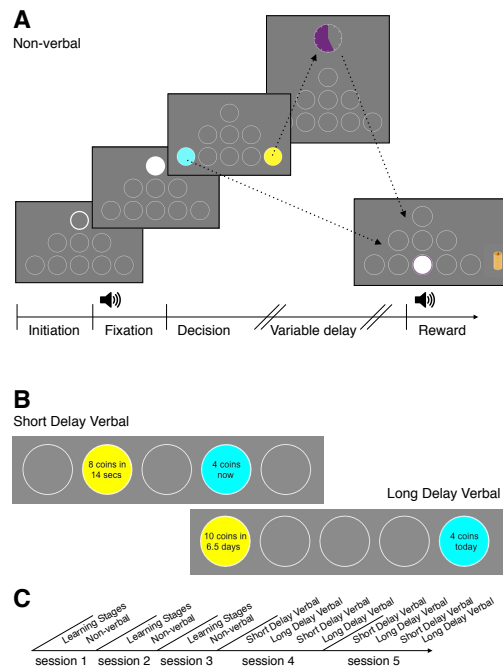 A
Non-verbal
Initiation
Fixation
Decision
Variable delay
Reward
B
Short Delay Verbal
8 coins in
14 secs
4 coins
now
Long Delay Verbal
10 coins in
6.5 days
4 coins
today
C
Learning Stages
Non-verbal
Learning Stages
Non-verbal
Learning Stages
Non-verbal
Short Delay Verbal
Long Delay Verbal
Short Delay Verbal
Long Delay Verbal
Short Delay Verbal
Long Delay Verbal
Short Delay Verbal
Long Delay Verbal
session 1
session 2
session 3
session 4
session 5